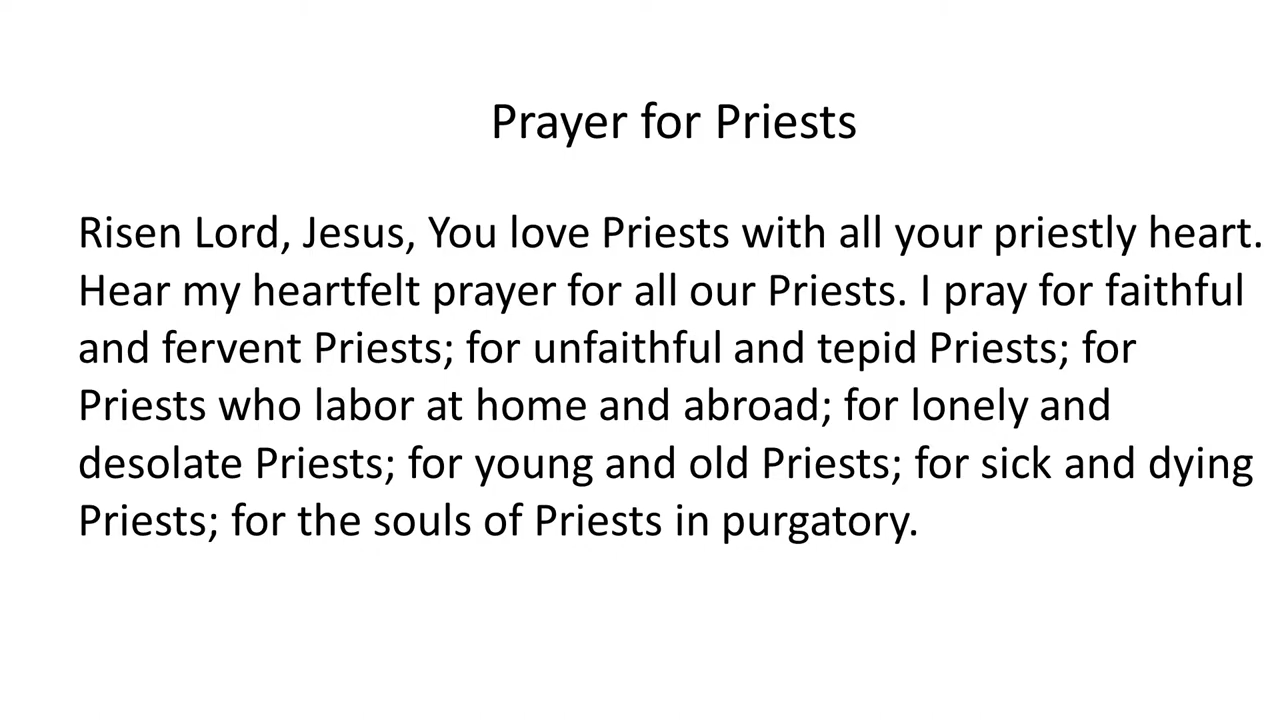 Prayer for Priests
Risen Lord, Jesus, You love Priests with all your priestly heart.
Hear my heartfelt prayer for all our Priests. I pray for faithful
and fervent Priests; for unfaithful and tepid Priests; for
Priests who labor at home and abroad; for lonely and
desolate Priests; for young and old Priests; for sick and dying
Priests; for the souls of Priests in purgatory.